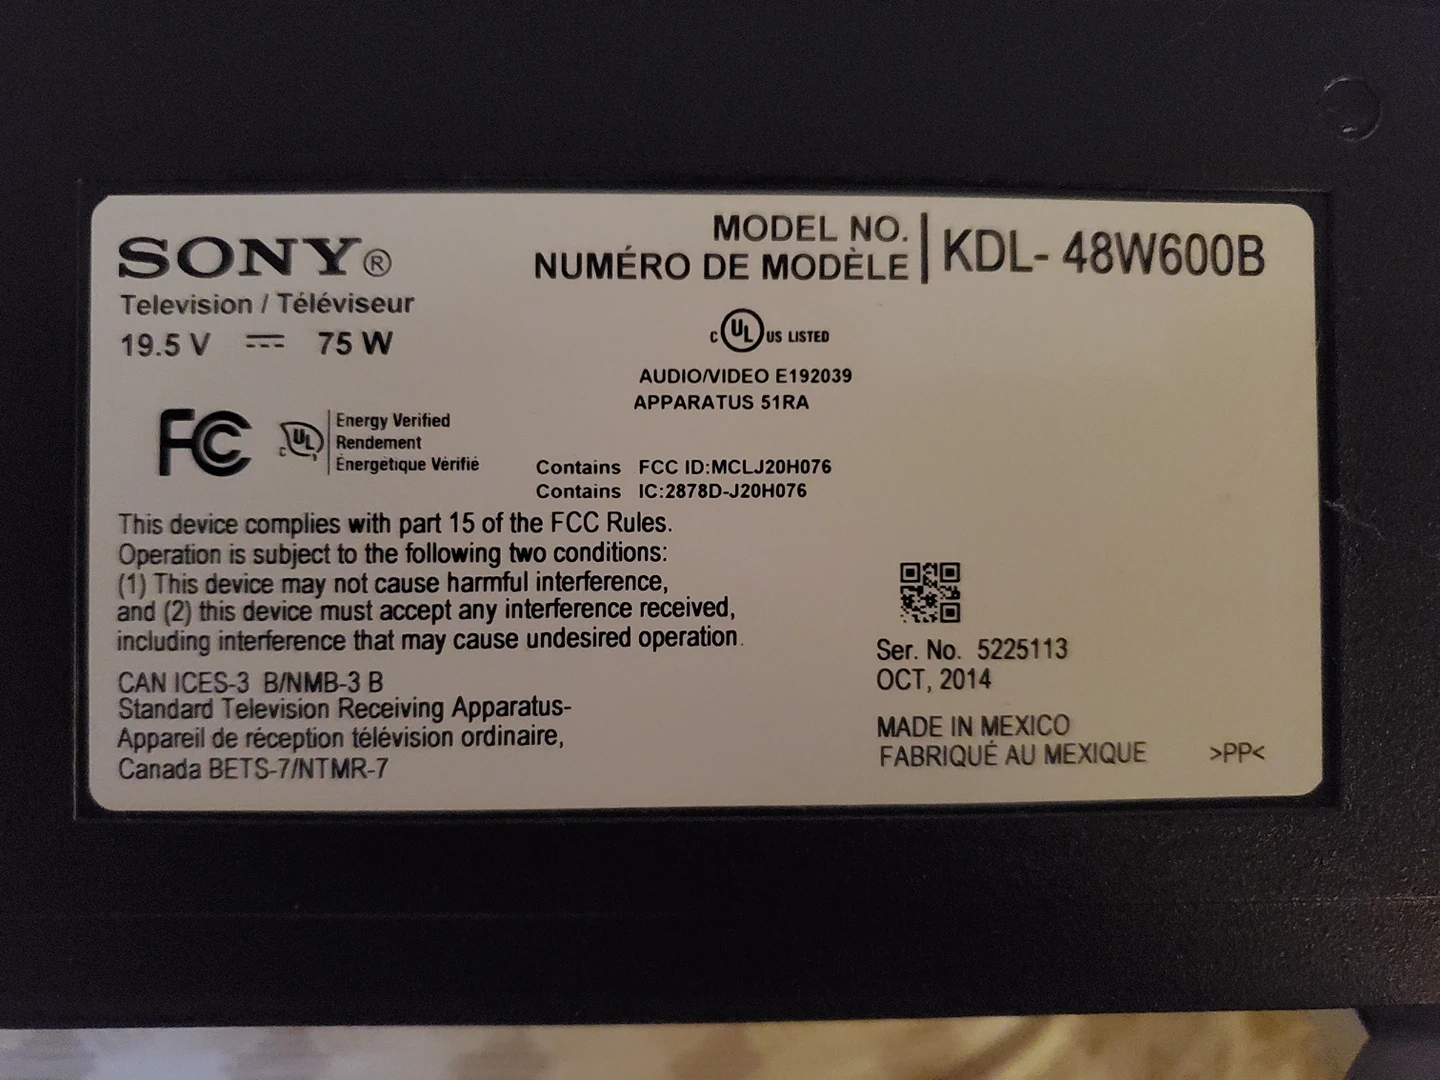 SONY®
Television / Téléviseur
19.5 V ⎓ 75 W
MODEL NO.
NUMÉRO DE MODÈLE
KDL- 48W600B
C UL US LISTED
AUDIO/VIDEO E192039
APPARATUS 51RA
FC
C UL
Energy Verified
Rendement
Énergétique Vérifié
Contains FCC ID:MCLJ20H076
Contains IC:2878D-J20H076
This device complies with part 15 of the FCC Rules.
Operation is subject to the following two conditions:
(1) This device may not cause harmful interference,
and (2) this device must accept any interference received,
including interference that may cause undesired operation.
CAN ICES-3 B/NMB-3 B
Standard Television Receiving Apparatus-
Appareil de réception télévision ordinaire,
Canada BETS-7/NTMR-7
Ser. No. 5225113
OCT, 2014
MADE IN MEXICO
FABRIQUÉ AU MEXIQUE
>PP<